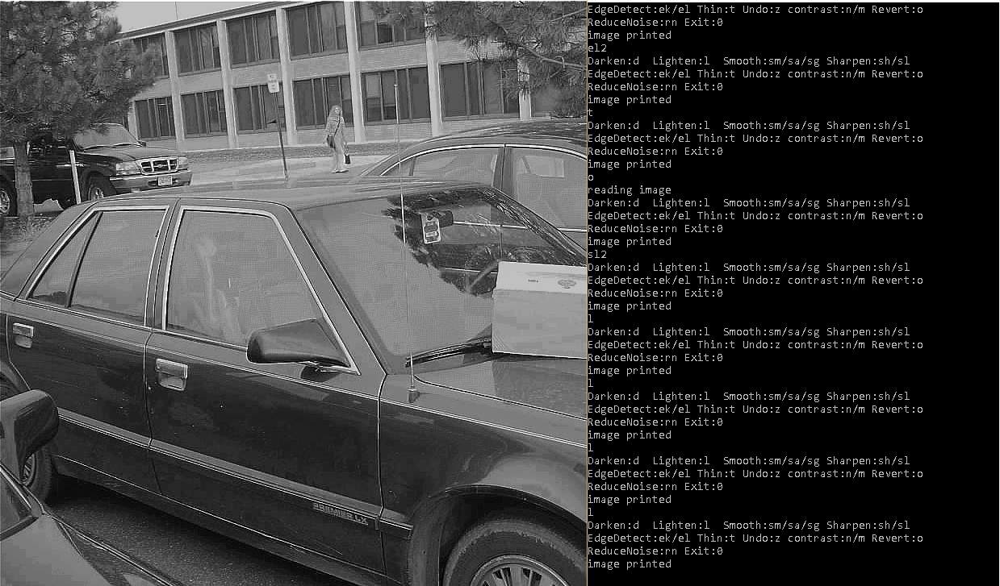 EdgeDetect:ek/el Thin:t Undo:z contrast:n/m Revert:o
ReduceNoise:rn Exit:0
image printed
el2
Darken:d  Lighten:l  Smooth:sm/sa/sg Sharpen:sh/sl
EdgeDetect:ek/el Thin:t Undo:z contrast:n/m Revert:o
ReduceNoise:rn Exit:0
image printed
t
Darken:d  Lighten:l  Smooth:sm/sa/sg Sharpen:sh/sl
EdgeDetect:ek/el Thin:t Undo:z contrast:n/m Revert:o
ReduceNoise:rn Exit:0
image printed
o
reading image
Darken:d  Lighten:l  Smooth:sm/sa/sg Sharpen:sh/sl
EdgeDetect:ek/el Thin:t Undo:z contrast:n/m Revert:o
ReduceNoise:rn Exit:0
image printed
sl2
Darken:d  Lighten:l  Smooth:sm/sa/sg Sharpen:sh/sl
EdgeDetect:ek/el Thin:t Undo:z contrast:n/m Revert:o
ReduceNoise:rn Exit:0
image printed
l
Darken:d  Lighten:l  Smooth:sm/sa/sg Sharpen:sh/sl
EdgeDetect:ek/el Thin:t Undo:z contrast:n/m Revert:o
ReduceNoise:rn Exit:0
image printed
l
Darken:d  Lighten:l  Smooth:sm/sa/sg Sharpen:sh/sl
EdgeDetect:ek/el Thin:t Undo:z contrast:n/m Revert:o
ReduceNoise:rn Exit:0
image printed
l
Darken:d  Lighten:l  Smooth:sm/sa/sg Sharpen:sh/sl
EdgeDetect:ek/el Thin:t Undo:z contrast:n/m Revert:o
ReduceNoise:rn Exit:0
image printed
l
Darken:d  Lighten:l  Smooth:sm/sa/sg Sharpen:sh/sl
EdgeDetect:ek/el Thin:t Undo:z contrast:n/m Revert:o
ReduceNoise:rn Exit:0
image printed
PREMIER LX